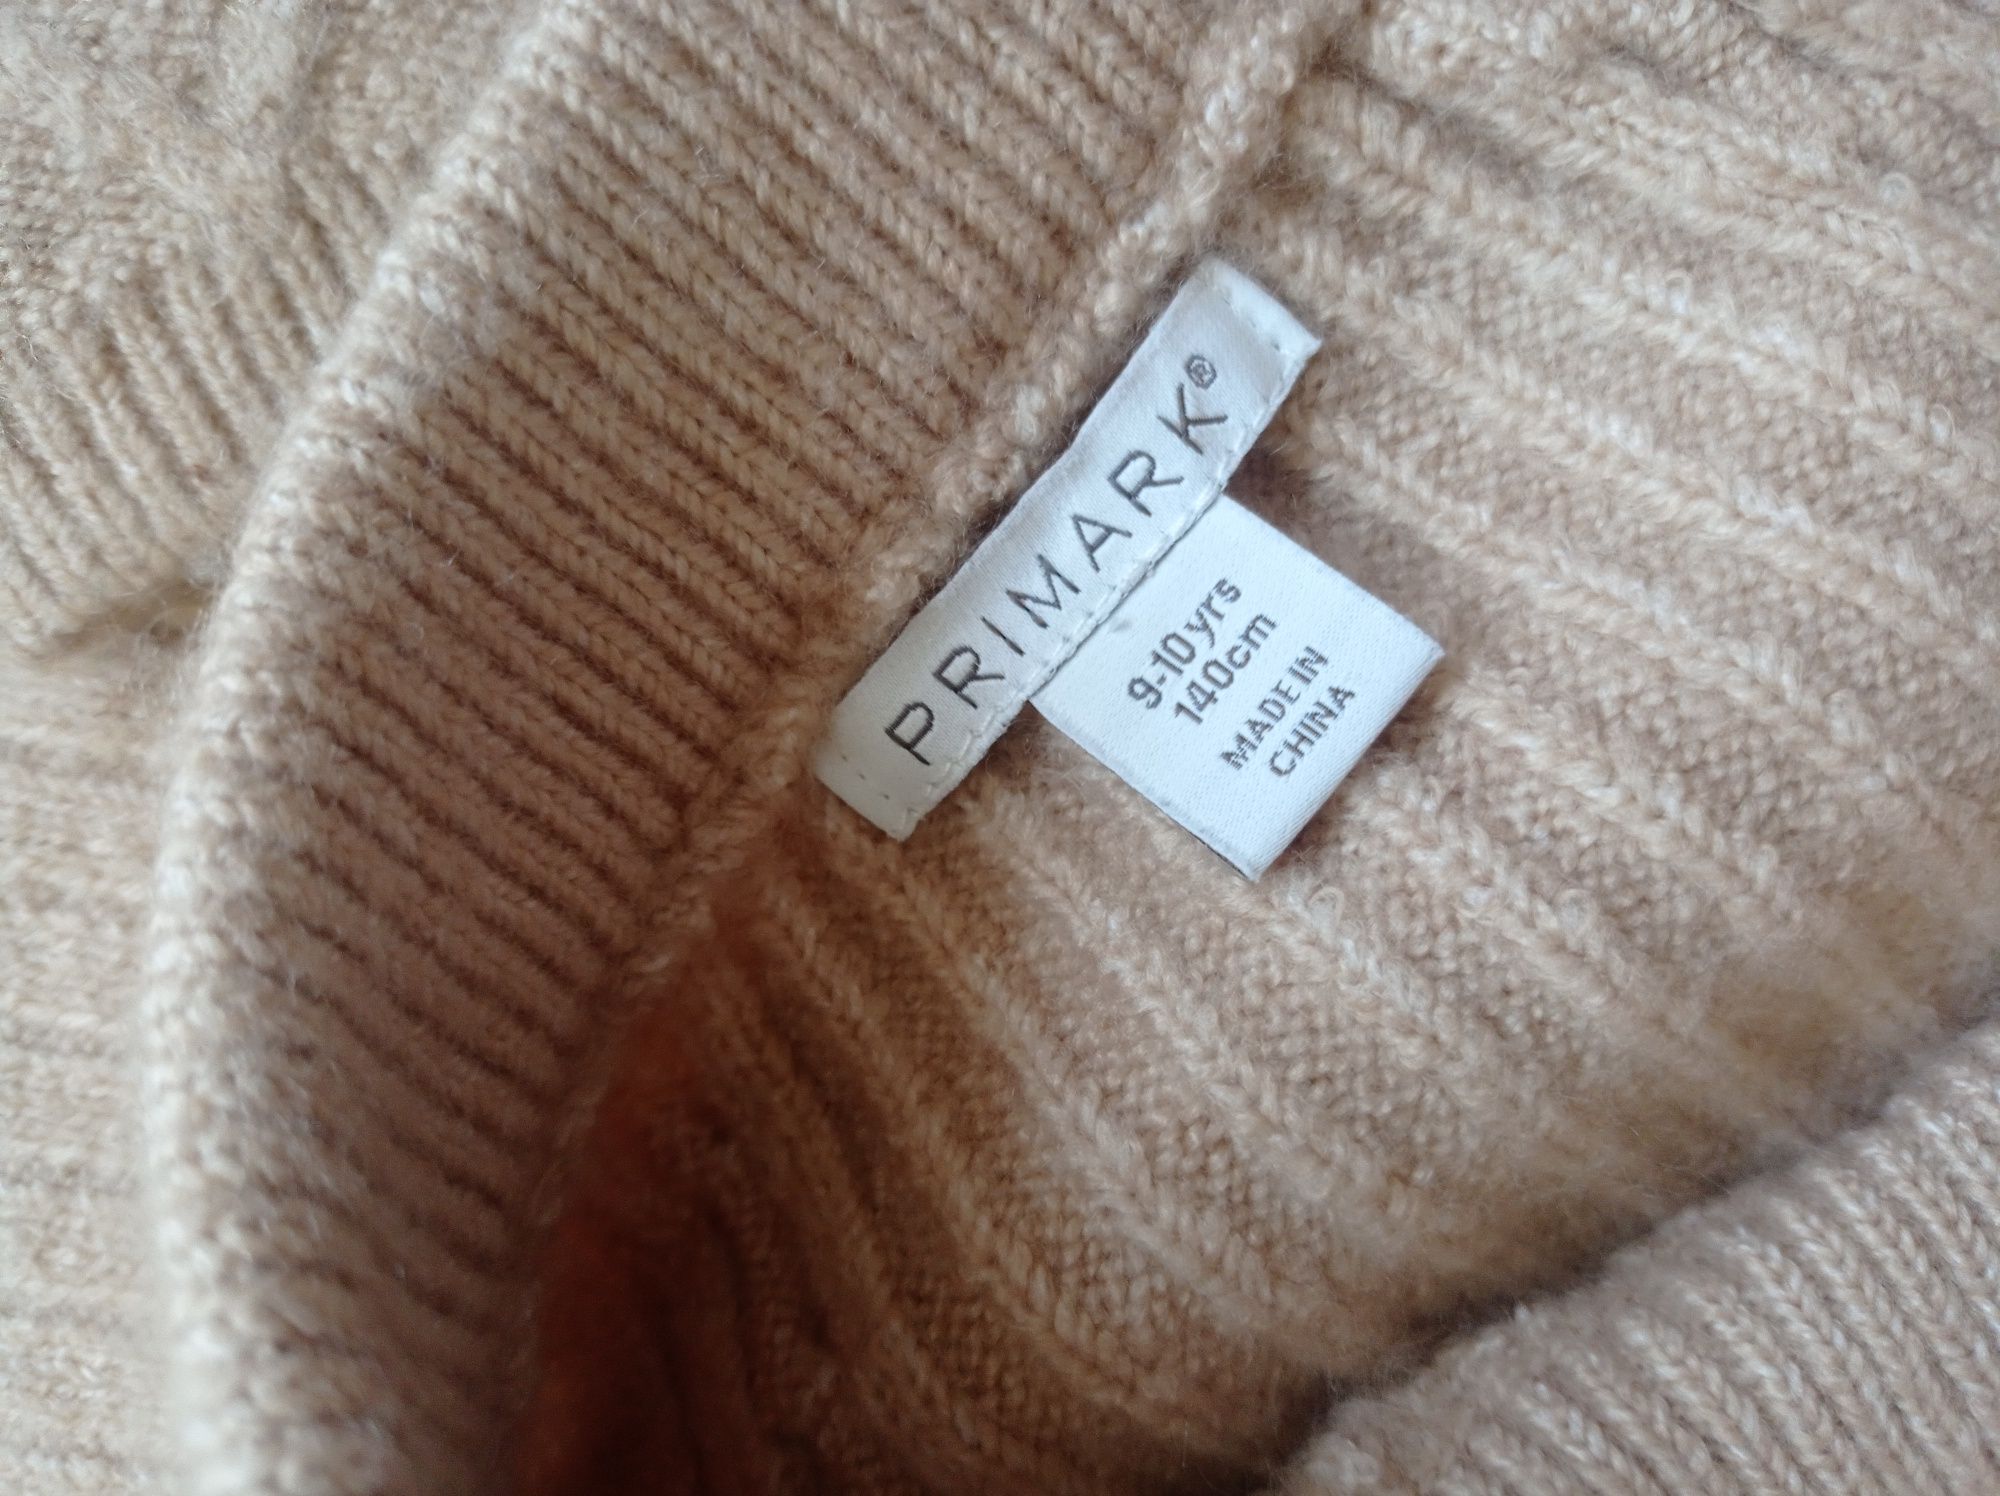 PRIMARK®
9-10yrs
140cm
MADE IN
CHINA